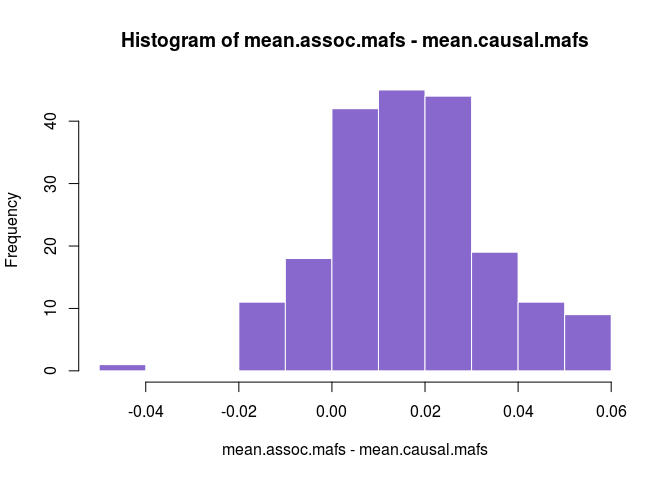 Histogram of mean.assoc.mafs - mean.causal.mafs
Frequency
40
30
20
10
0
-0.04 -0.02 0.00 0.02 0.04 0.06
mean.assoc.mafs - mean.causal.mafs